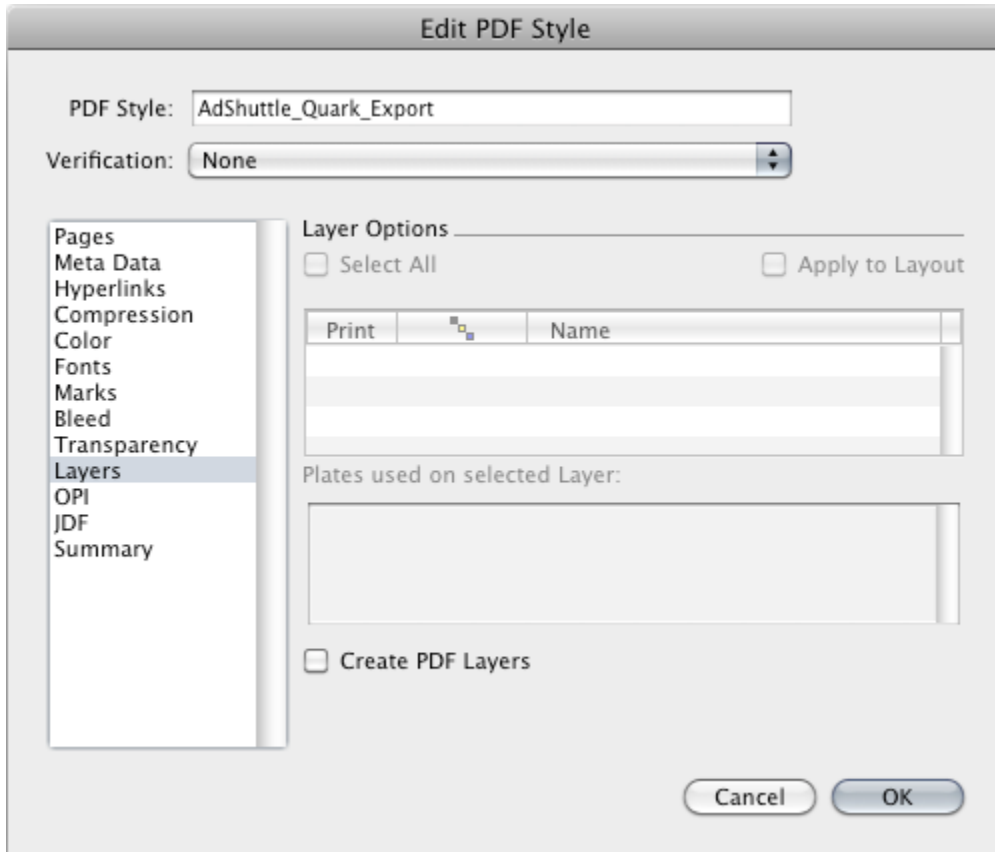 Edit PDF Style
PDF Style: AdShuttle_Quark_Export
Verification: None
Pages
Meta Data
Hyperlinks
Compression
Color
Fonts
Marks
Bleed
Transparency
Layers
OPI
JDF
Summary
Layer Options
Select All Apply to Layout
Print Name
Plates used on selected Layer:
Create PDF Layers
Cancel OK